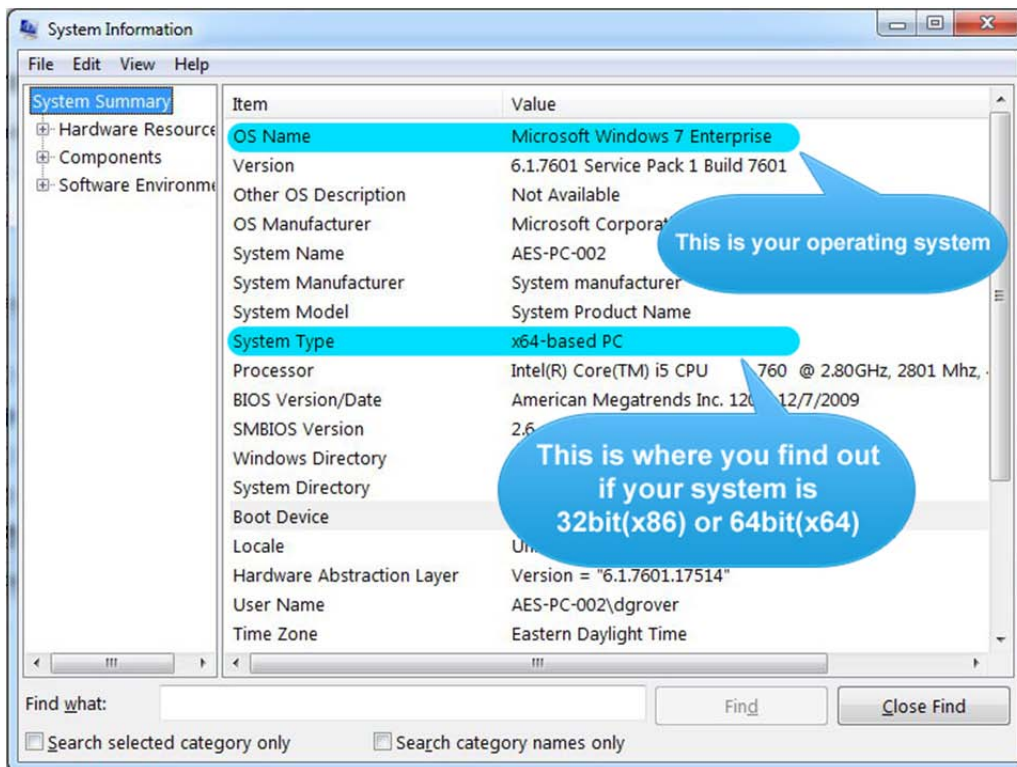 System Information
File Edit View Help
System Summary
Hardware Resource
Components
Software Environme
Item Value
OS Name Microsoft Windows 7 Enterprise
Version 6.1.7601 Service Pack 1 Build 7601
Other OS Description Not Available
OS Manufacturer Microsoft Corpora
System Name AES-PC-002
System Manufacturer System manufacturer
System Model System Product Name
System Type x64-based PC
Processor Intel(R) Core(TM) i5 CPU 760 @ 2.80GHz, 2801 Mhz,
BIOS Version/Date American Megatrends Inc. 12/7/2009
SMBIOS Version 2.6
Windows Directory
System Directory
Boot Device
Locale
Hardware Abstraction Layer Version = "6.1.7601.17514"
User Name AES-PC-002\dgrover
Time Zone Eastern Daylight Time
This is your operating system
This is where you find out
if your system is
32bit(x86) or 64bit(x64)
Find what: Find Close Find
Search selected category only Search category names only